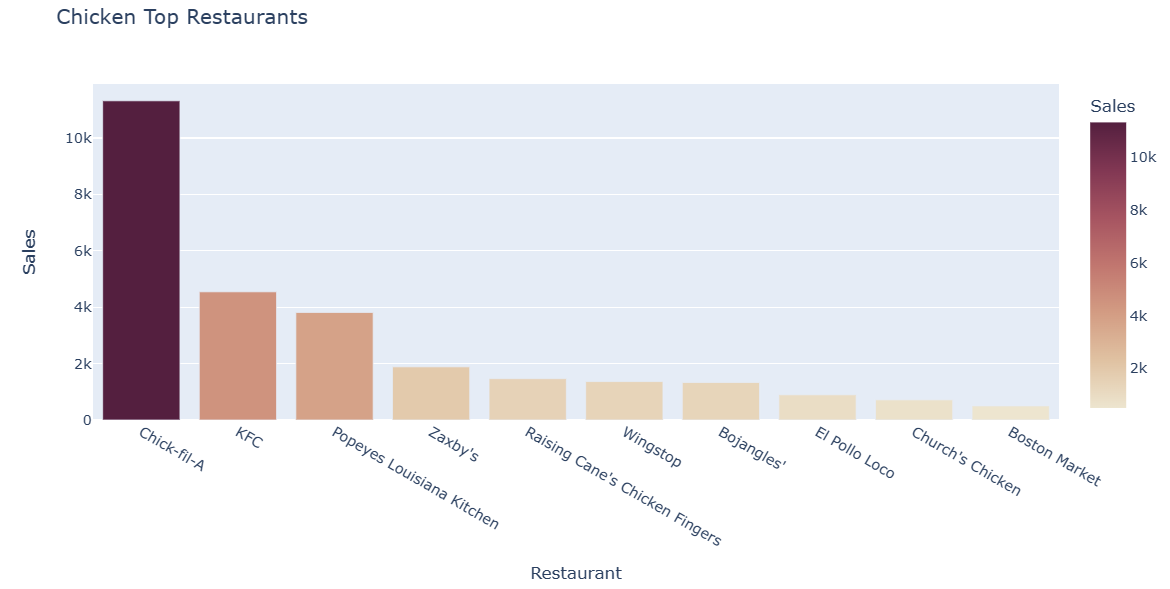 Chicken Top Restaurants
Sales
10k
8k
6k
4k
2k
0
Chick-fil-A
KFC
Popeyes Louisiana Kitchen
Zaxby's
Raising Cane's Chicken Fingers
Wingstop
Bojangles'
El Pollo Loco
Church's Chicken
Boston Market
Restaurant
Sales
10k
8k
6k
4k
2k